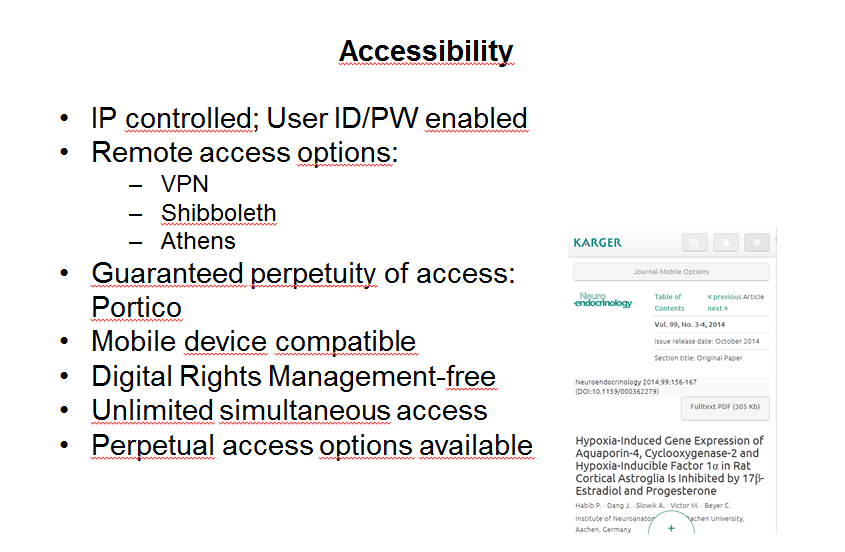 Accessibility
• IP controlled; User ID/PW enabled
• Remote access options:
– VPN
– Shibboleth
– Athens
• Guaranteed perpetuity of access:
Portico
• Mobile device compatible
• Digital Rights Management-free
• Unlimited simultaneous access
• Perpetual access options available
KARGER
Journal Mobile Options
Neuro
endocrinology
Table of
Contents
« previous Article
next »
Vol. 99, No. 3-4, 2014
Issue release date: October 2014
Section title: Original Paper
Neuroendocrinology 2014;99:156-167
(DOI:10.1159/000362279)
Fulltext PDF (305 Kb)
Hypoxia-Induced Gene Expression of
Aquaporin-4, Cyclooxygenase-2 and
Hypoxia-Inducible Factor 1α in Rat
Cortical Astroglia Is Inhibited by 17β-
Estradiol and Progesterone
Habib P. · Dang J. · Slowik A. · Victor M. · Beyer C.
Institute of Neuroanato achen University,
Aachen, Germany
+